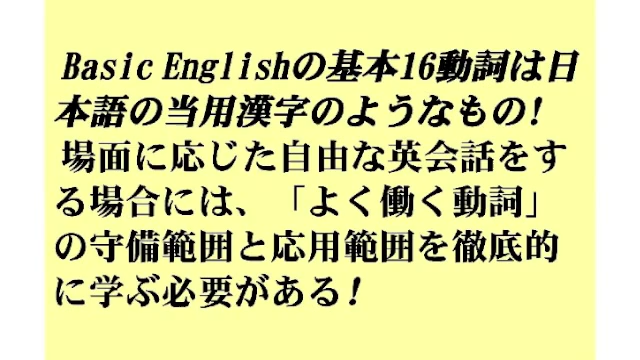 Basic Englishの基本16動詞は日
本語の当用漢字のようなもの!
場面に応じた自由な英会話をす
る場合には、「よく働く動詞」
の守備範囲と応用範囲を徹底的
に学ぶ必要がある!